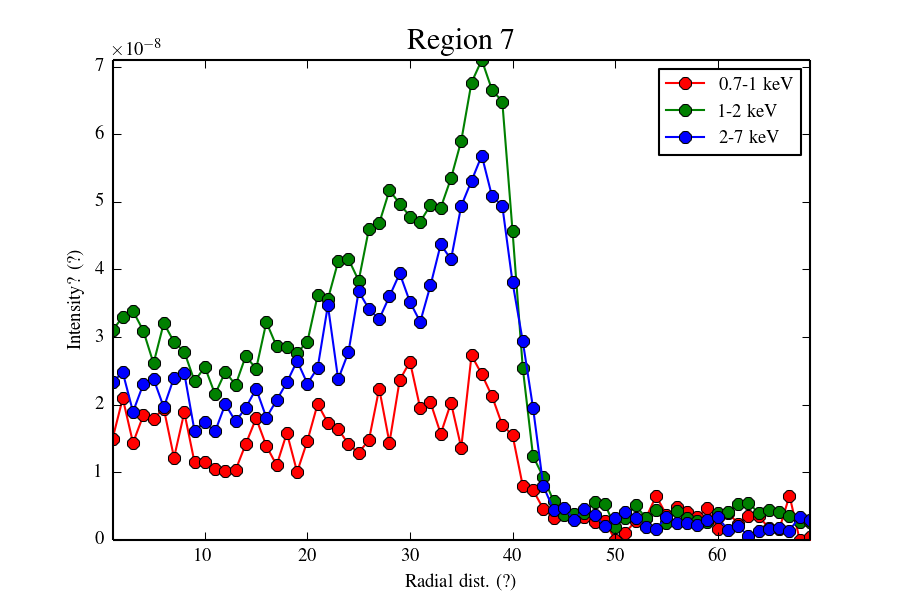 Region 7
×10⁻⁸
7
6
5
4
3
2
1
0
10
20
30
40
50
60
Intensity? (?)
Radial dist. (?)
0.7-1 keV
1-2 keV
2-7 keV